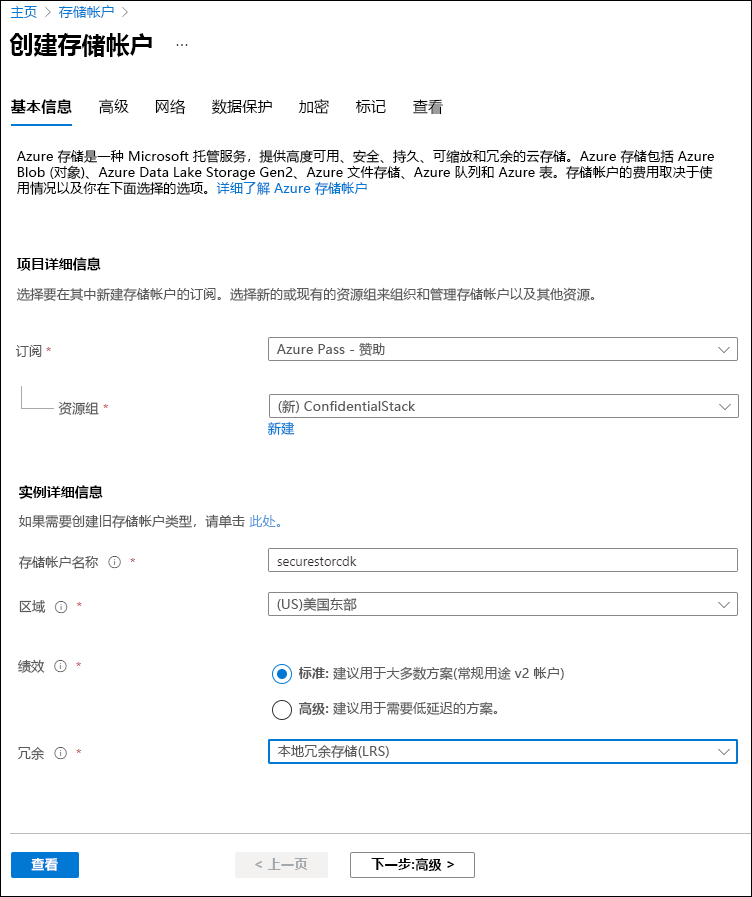 主页 > 存储帐户 >
创建存储帐户 ...
基本信息 高级 网络 数据保护 加密 标记 查看
Azure 存储是一种 Microsoft 托管服务，提供高度可用、安全、持久、可缩放和冗余的云存储。Azure 存储包括 Azure
Blob (对象)、Azure Data Lake Storage Gen2、Azure 文件存储、Azure 队列和 Azure 表。存储帐户的费用取决于使
用情况以及你在下面选择的选项。详细了解 Azure 存储帐户
项目详细信息
选择要在其中新建存储帐户的订阅。选择新的或现有的资源组来组织和管理存储帐户以及其他资源。
订阅 * Azure Pass - 赞助
资源组 * (新) ConfidentialStack
新建
实例详细信息
如果需要创建旧存储帐户类型，请单击 此处。
存储帐户名称 * securestorcdk
区域 * (US)美国东部
绩效 * 标准: 建议用于大多数方案(常规用途 v2 帐户)
高级: 建议用于需要低延迟的方案。
冗余 * 本地冗余存储(LRS)
查看 < 上一页 下一步:高级 >